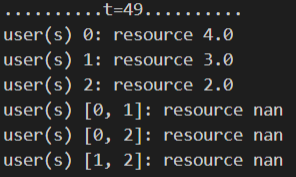 ..........t=49..........
user(s) 0: resource 4.0
user(s) 1: resource 3.0
user(s) 2: resource 2.0
user(s) [0, 1]: resource nan
user(s) [0, 2]: resource nan
user(s) [1, 2]: resource nan